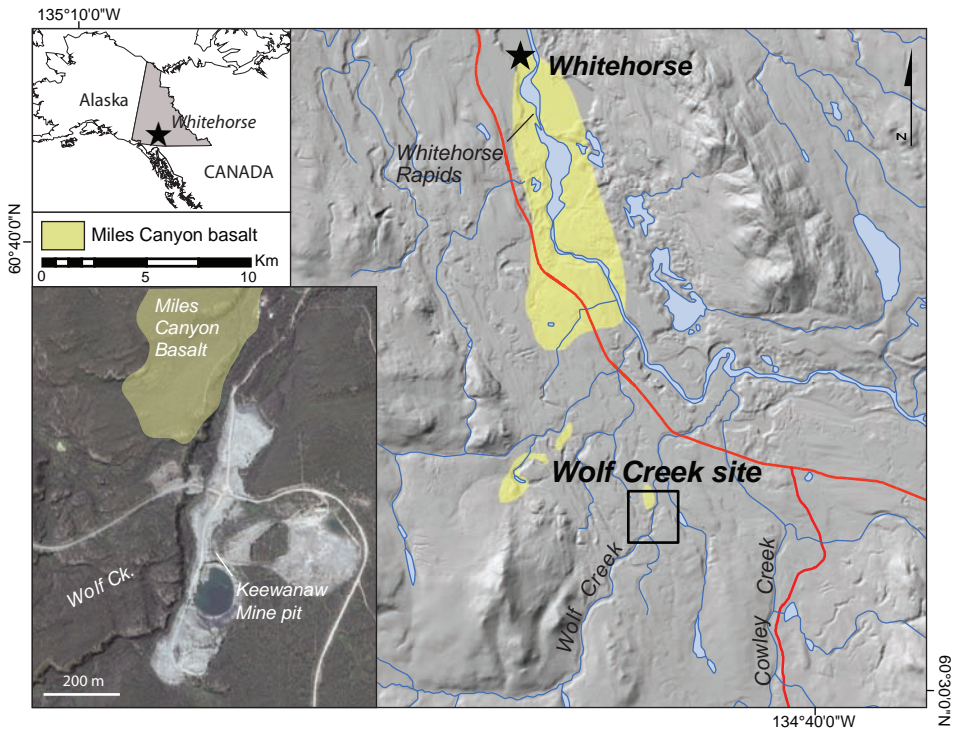 135°10'0"W
Alaska
Whitehorse
CANADA
Miles Canyon basalt
0
5
10
Km
60°40'0"N
Whitehorse
Whitehorse
Rapids
N
Miles
Canyon
Basalt
Wolf Ck.
Keewanaw
Mine pit
200 m
Wolf Creek site
Wolf Creek
Cowley Creek
60°30'0"N
134°40'0"W